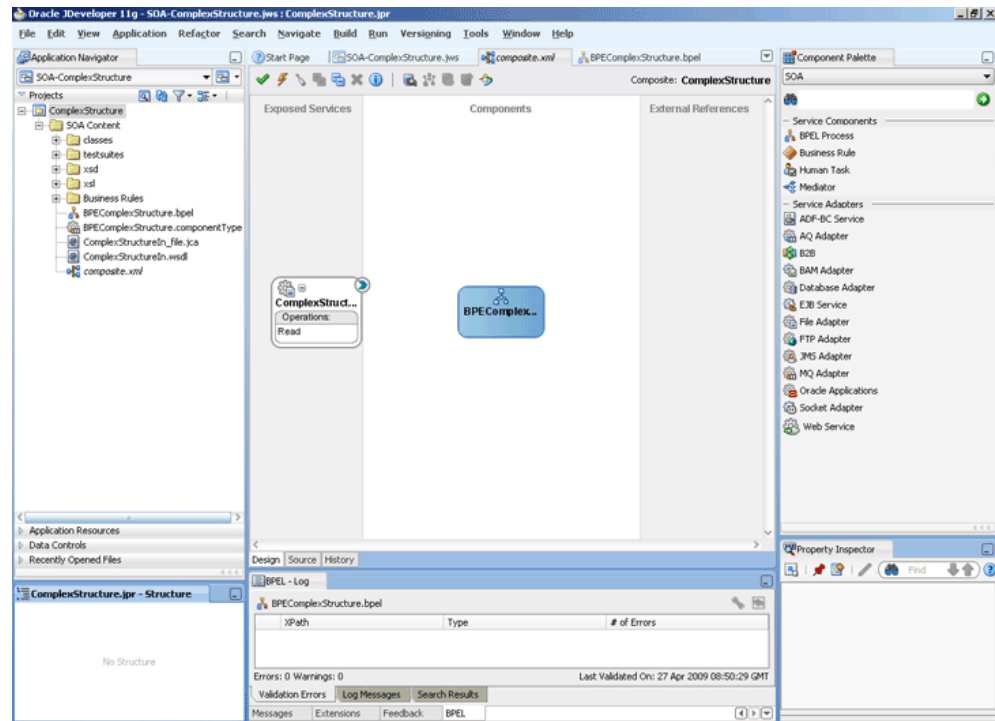 Oracle JDeveloper 11g - SOA-ComplexStructure.jws : ComplexStructure.jpr
File Edit View Application Refactor Search Navigate Build Run Versioning Tools Window Help
Application Navigator
SOA-ComplexStructure
Projects
ComplexStructure
SOA Content
classes
testsuites
xsd
xsl
Business Rules
BPEComplexStructure.bpel
BPEComplexStructure.componentType
ComplexStructureIn_file.jca
ComplexStructureIn.wsdl
composite.xml
Application Resources
Data Controls
Recently Opened Files
ComplexStructure.jpr - Structure
No Structure
Start Page SOA-ComplexStructure.jws composite.xml BPEComplexStructure.bpel
Composite: ComplexStructure
Exposed Services Components External References
ComplexStruct...
Operations:
Read
BPEComplex...
Design Source History
BPEL - Log
BPEComplexStructure.bpel
XPath Type # of Errors
Errors: 0 Warnings: 0 Last Validated On: 27 Apr 2009 08:50:29 GMT
Validation Errors Log Messages Search Results
Messages Extensions Feedback BPEL
Component Palette
SOA
Service Components
BPEL Process
Business Rule
Human Task
Mediator
Service Adapters
ADF-BC Service
AQ Adapter
B2B
BAM Adapter
Database Adapter
EJB Service
File Adapter
FTP Adapter
JMS Adapter
MQ Adapter
Oracle Applications
Socket Adapter
Web Service
Property Inspector
Find